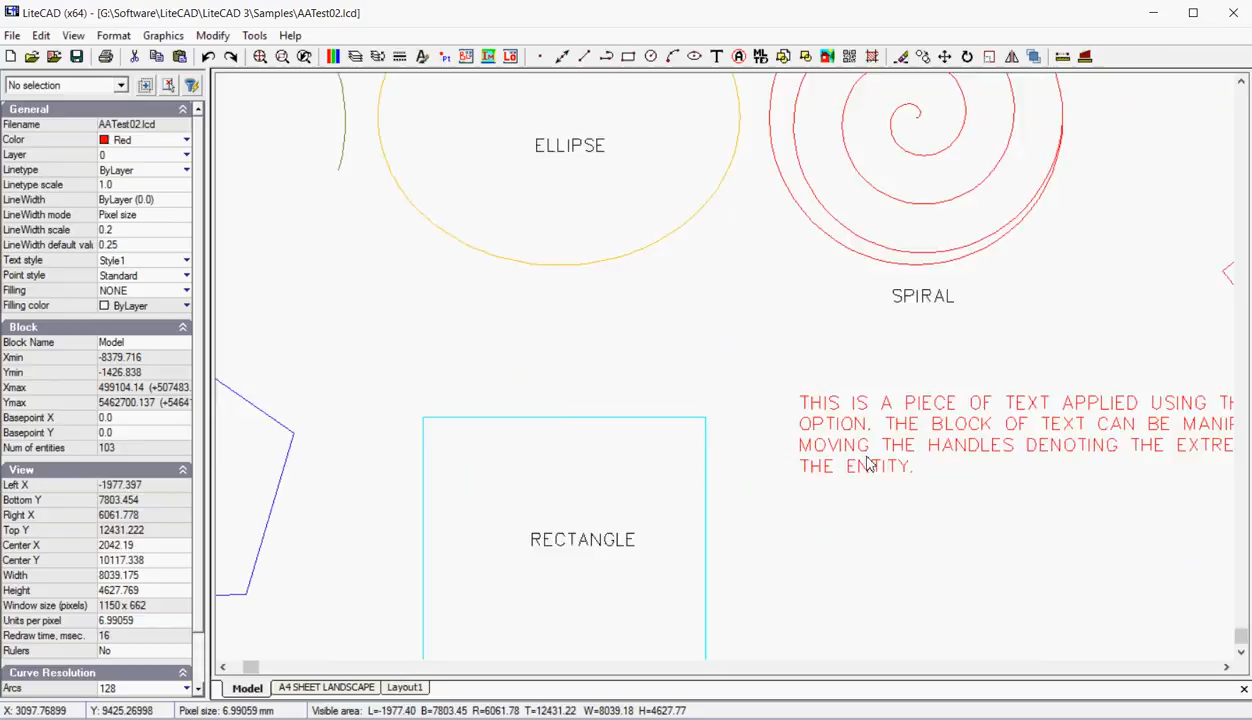 LiteCAD (x64) - [G:\Software\LiteCAD\LiteCAD 3\Samples\AATest02.lcd]
File Edit View Format Graphics Modify Tools Help
No selection
General
Filename AATest02.lcd
Color Red
Layer 0
Linetype ByLayer
Linetype scale 1.0
LineWidth ByLayer (0.0)
LineWidth mode Pixel size
LineWidth scale 0.2
LineWidth default valu 0.25
Text style Style1
Point style Standard
Filling NONE
Filling color ByLayer
Block
Block Name Model
Xmin -8379.716
Ymin -1426.838
Xmax 499104.14 (+507483.
Ymax 5462700.137 (+5464
Basepoint X 0.0
Basepoint Y 0.0
Num of entities 103
View
Left X -1977.397
Bottom Y 7803.454
Right X 6061.778
Top Y 12431.222
Center X 2042.19
Center Y 10117.338
Width 8039.175
Height 4627.769
Window size (pixels) 1150 x 662
Units per pixel 6.99059
Redraw time, msec. 16
Rulers No
Curve Resolution
Arcs 128
ELLIPSE
SPIRAL
THIS IS A PIECE OF TEXT APPLIED USING TH
OPTION. THE BLOCK OF TEXT CAN BE MANIP
MOVING THE HANDLES DENOTING THE EXTRE
THE ENTITY.
RECTANGLE
Model A4 SHEET LANDSCAPE Layout1
X: 3097.76899 Y: 9425.26998 Pixel size: 6.99059 mm Visible area: L=-1977.40 B=7803.45 R=6061.78 T=12431.22 W=8039.18 H=4627.77